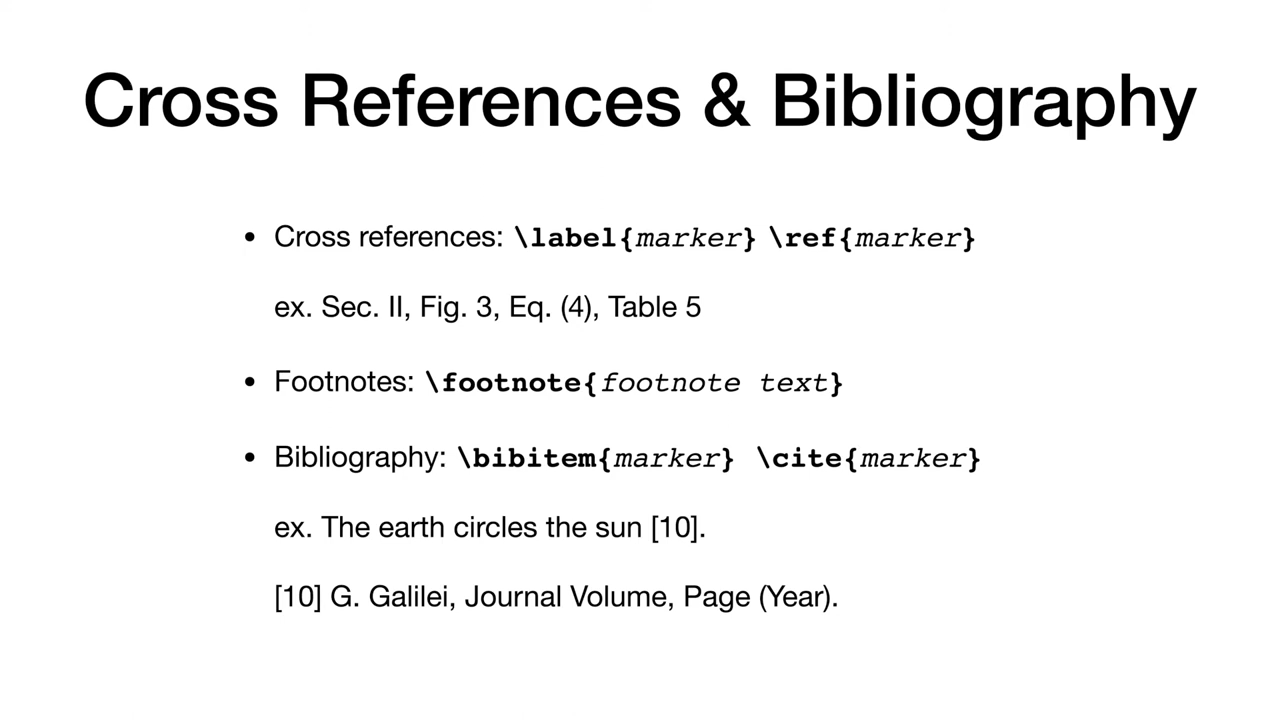 Cross References & Bibliography
• Cross references: \label{marker} \ref{marker}
ex. Sec. II, Fig. 3, Eq. (4), Table 5
• Footnotes: \footnote{footnote text}
• Bibliography: \bibitem{marker} \cite{marker}
ex. The earth circles the sun [10].
[10] G. Galilei, Journal Volume, Page (Year).